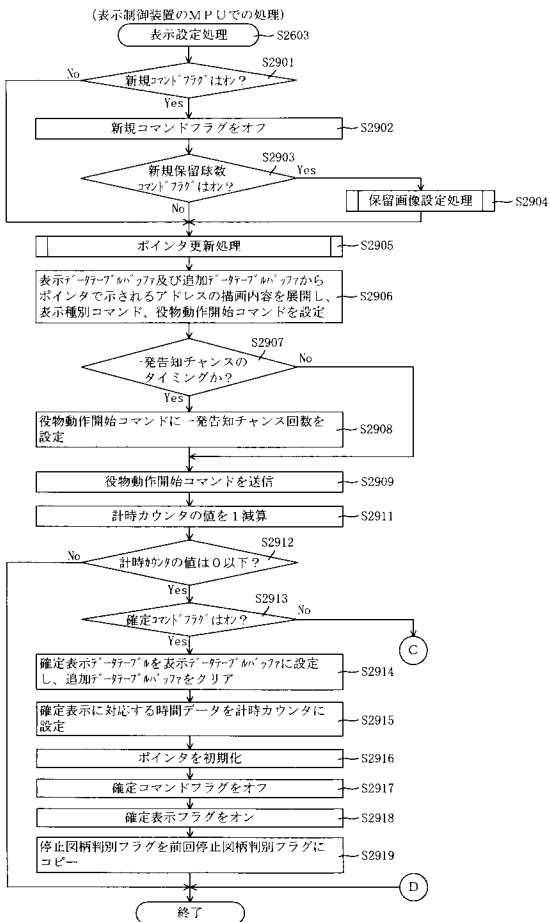 (表示制御装置のＭＰＵでの処理)
表示設定処理
S2603
S2901
No
新規ｺﾏﾝﾄﾞﾌﾗｸﾞはオン？
Yes
新規コマンドフラグをオフ
S2902
S2903
新規保留球数
ｺﾏﾝﾄﾞﾌﾗｸﾞはオン？
Yes
No
保留画像設定処理
S2904
ポインタ更新処理
S2905
表示ﾃﾞｰﾀﾃｰﾌﾞﾙﾊﾞｯﾌｧ及び追加ﾃﾞｰﾀﾃｰﾌﾞﾙﾊﾞｯﾌｧから
ポインタで示されるアドレスの描画内容を展開し、
表示種別コマンド、役物動作開始コマンドを設定
S2906
S2907
一発告知チャンスの
タイミングか？
No
Yes
役物動作開始コマンドに一発告知チャンス回数を
設定
S2908
役物動作開始コマンドを送信
S2909
計時カウンタの値を１減算
S2911
S2912
No
計時ｶｳﾝﾀの値は０以下？
Yes
S2913
確定ｺﾏﾝﾄﾞﾌﾗｸﾞはオン？
No
Yes
C
確定表示データテーブルを表示ﾃﾞｰﾀﾃｰﾌﾞﾙﾊﾞｯﾌｧに設定
し、追加ﾃﾞｰﾀﾃｰﾌﾞﾙﾊﾞｯﾌｧをクリア
S2914
確定表示に対応する時間データを計時カウンタに
設定
S2915
ポインタを初期化
S2916
確定コマンドフラグをオフ
S2917
確定表示フラグをオン
S2918
停止図柄判別フラグを前回停止図柄判別フラグに
コピー
S2919
D
終了